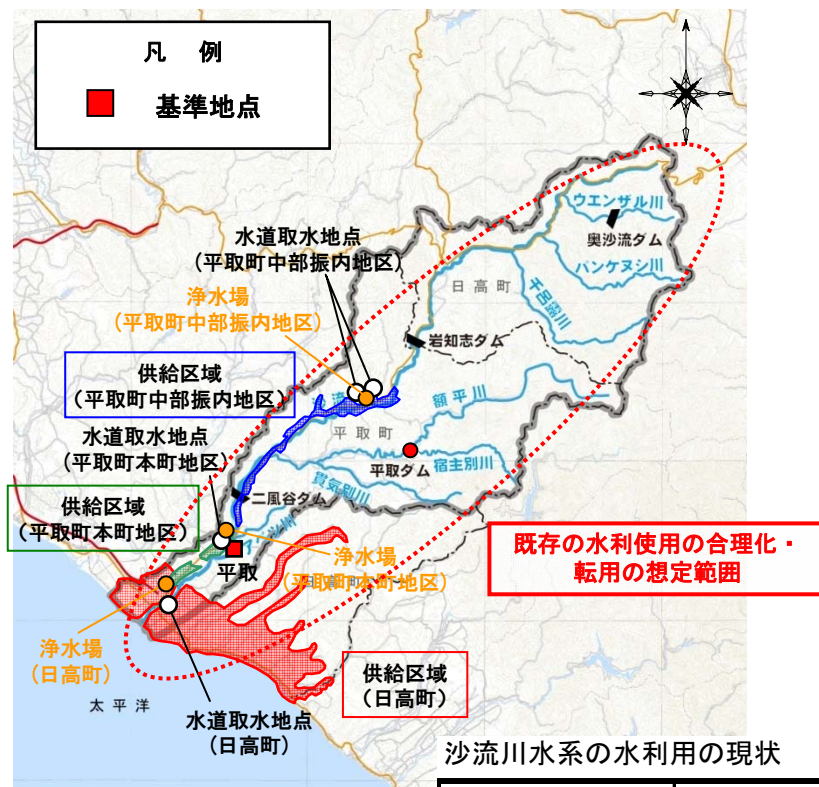 凡 例
基準地点
ウエンザル川
奥沙流ダム
パンケヌシ川
水道取水地点
(平取町中部振内地区)
日高町
千呂露川
浄水場
(平取町中部振内地区)
岩知志ダム
供給区域
(平取町中部振内地区)
沙流
額平川
水道取水地点
(平取町本町地区)
平取町
平取ダム
宿主別川
貫気別川
供給区域
(平取町本町地区)
二風谷ダム
既存の水利使用の合理化・
転用の想定範囲
平取
浄水場
(平取町本町地区)
浄水場
(日高町)
供給区域
(日高町)
太平洋
水道取水地点
(日高町)
沙流川水系の水利用の現状